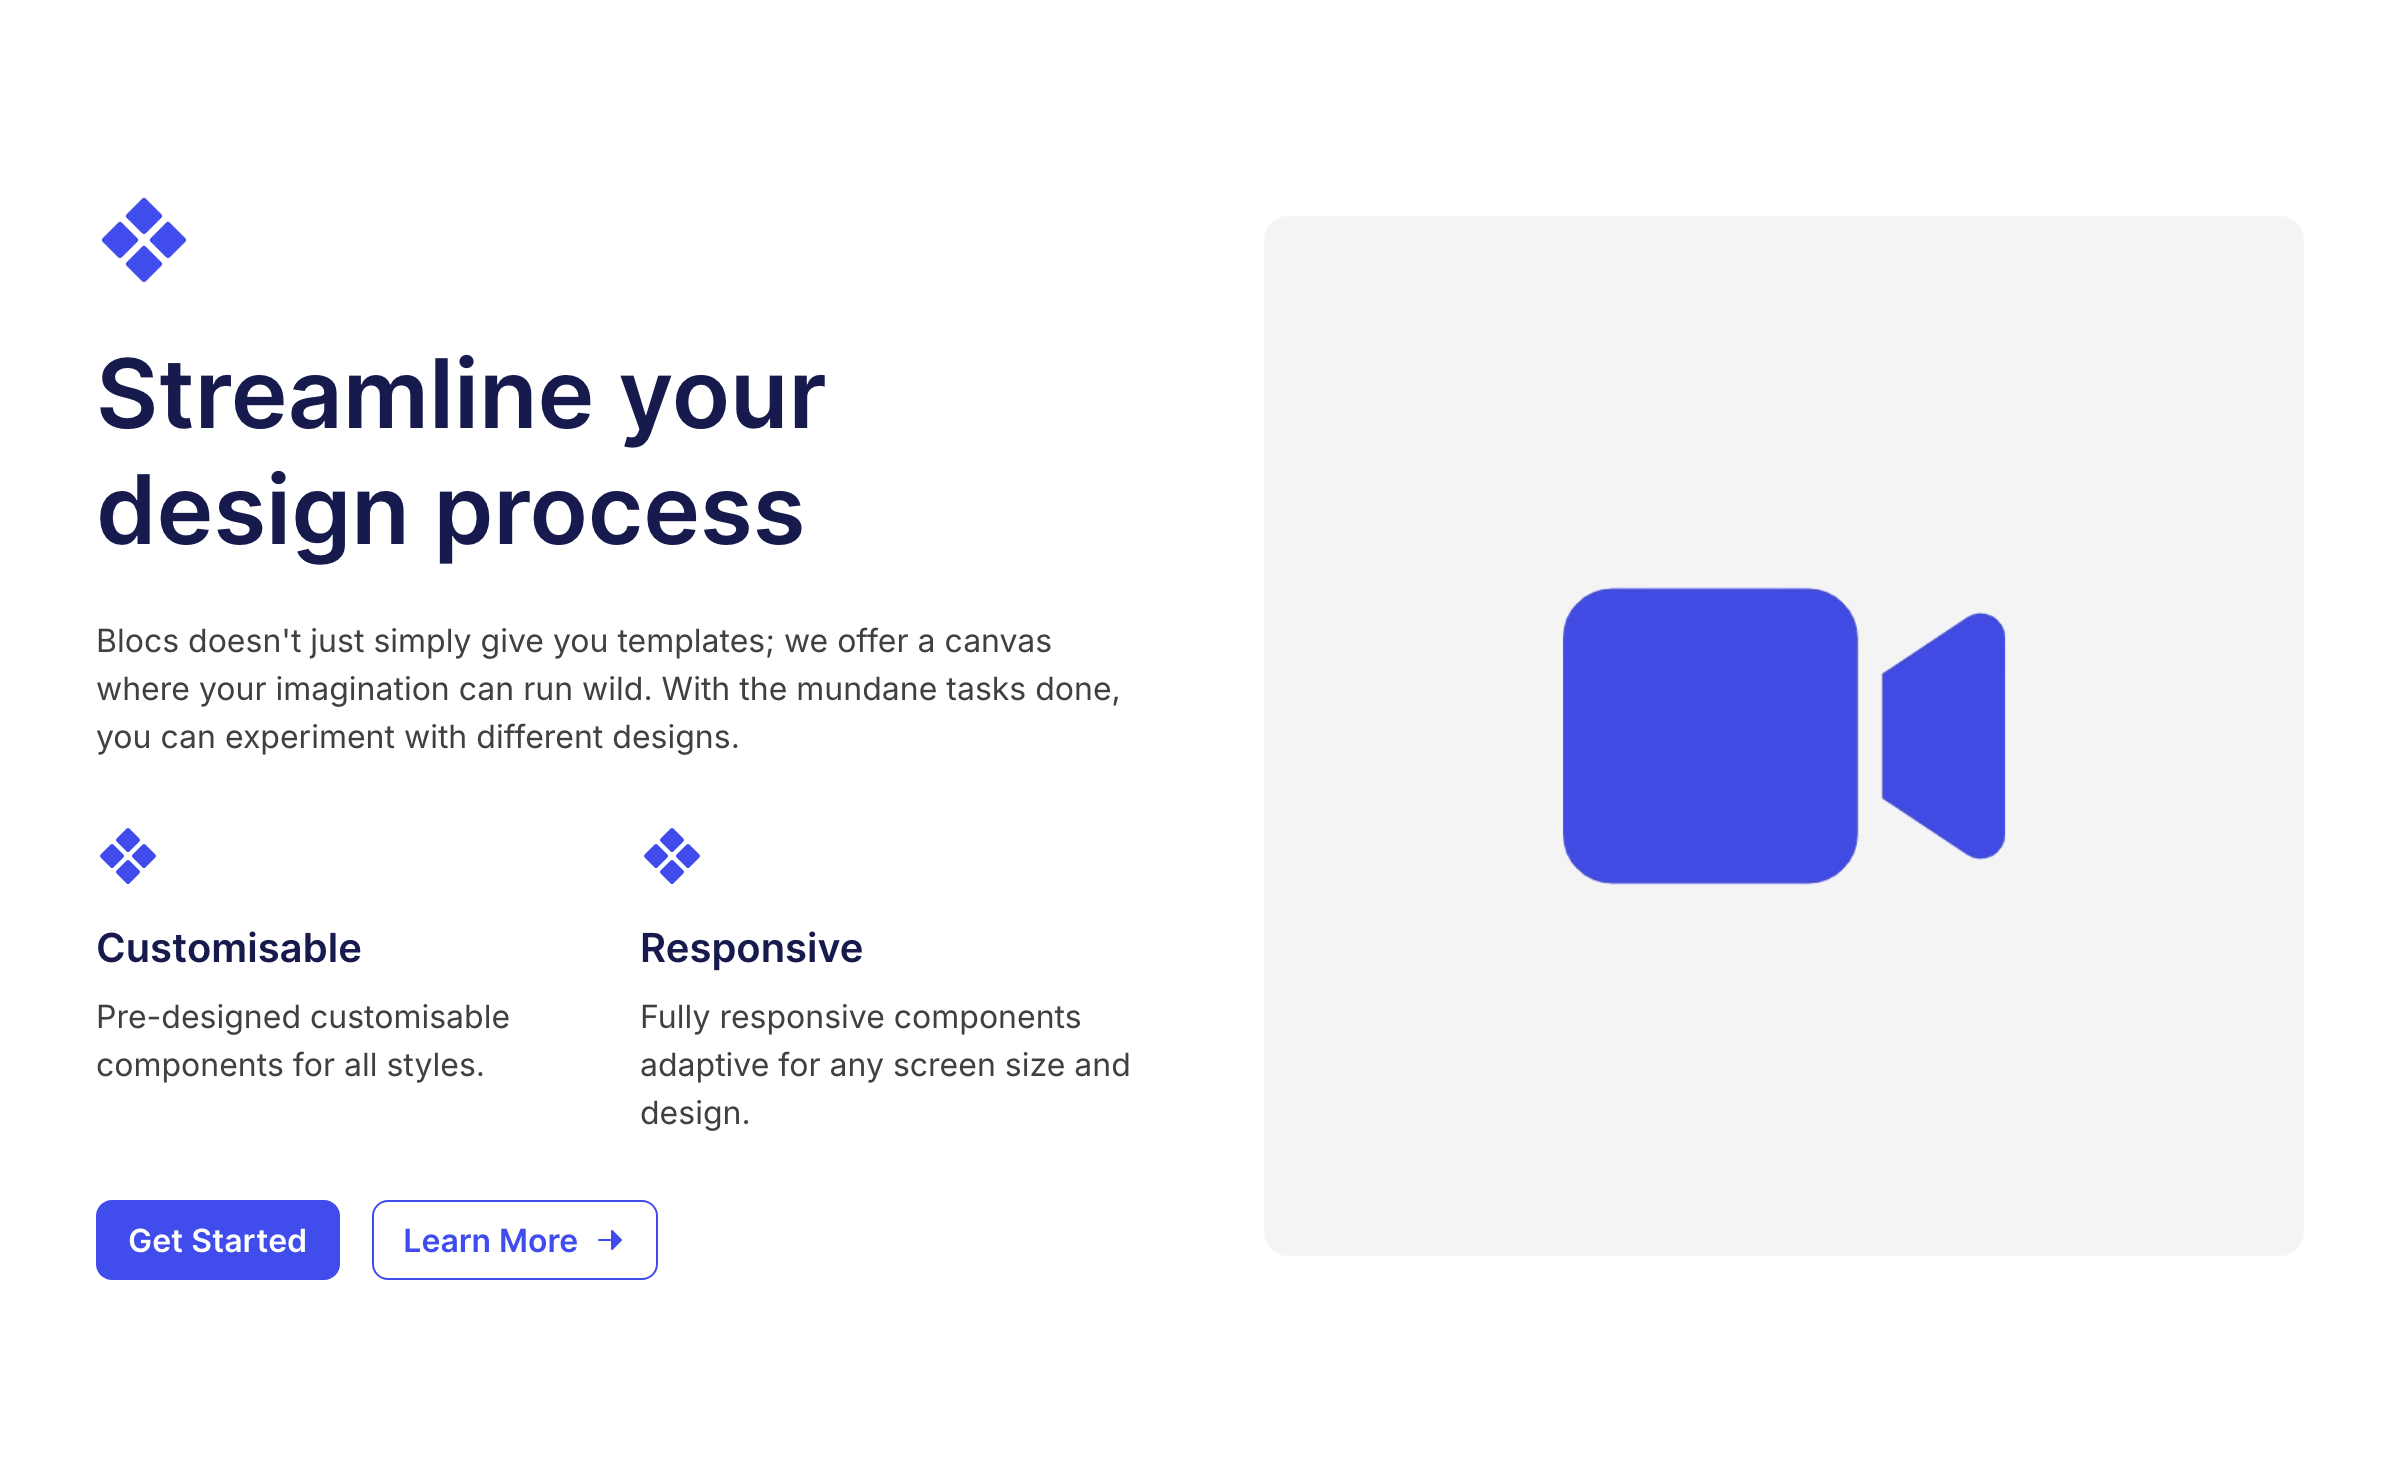 Streamline your
design process
Blocs doesn't just simply give you templates; we offer a canvas
where your imagination can run wild. With the mundane tasks done,
you can experiment with different designs.
Customisable
Pre-designed customisable
components for all styles.
Responsive
Fully responsive components
adaptive for any screen size and
design.
Get Started
Learn More